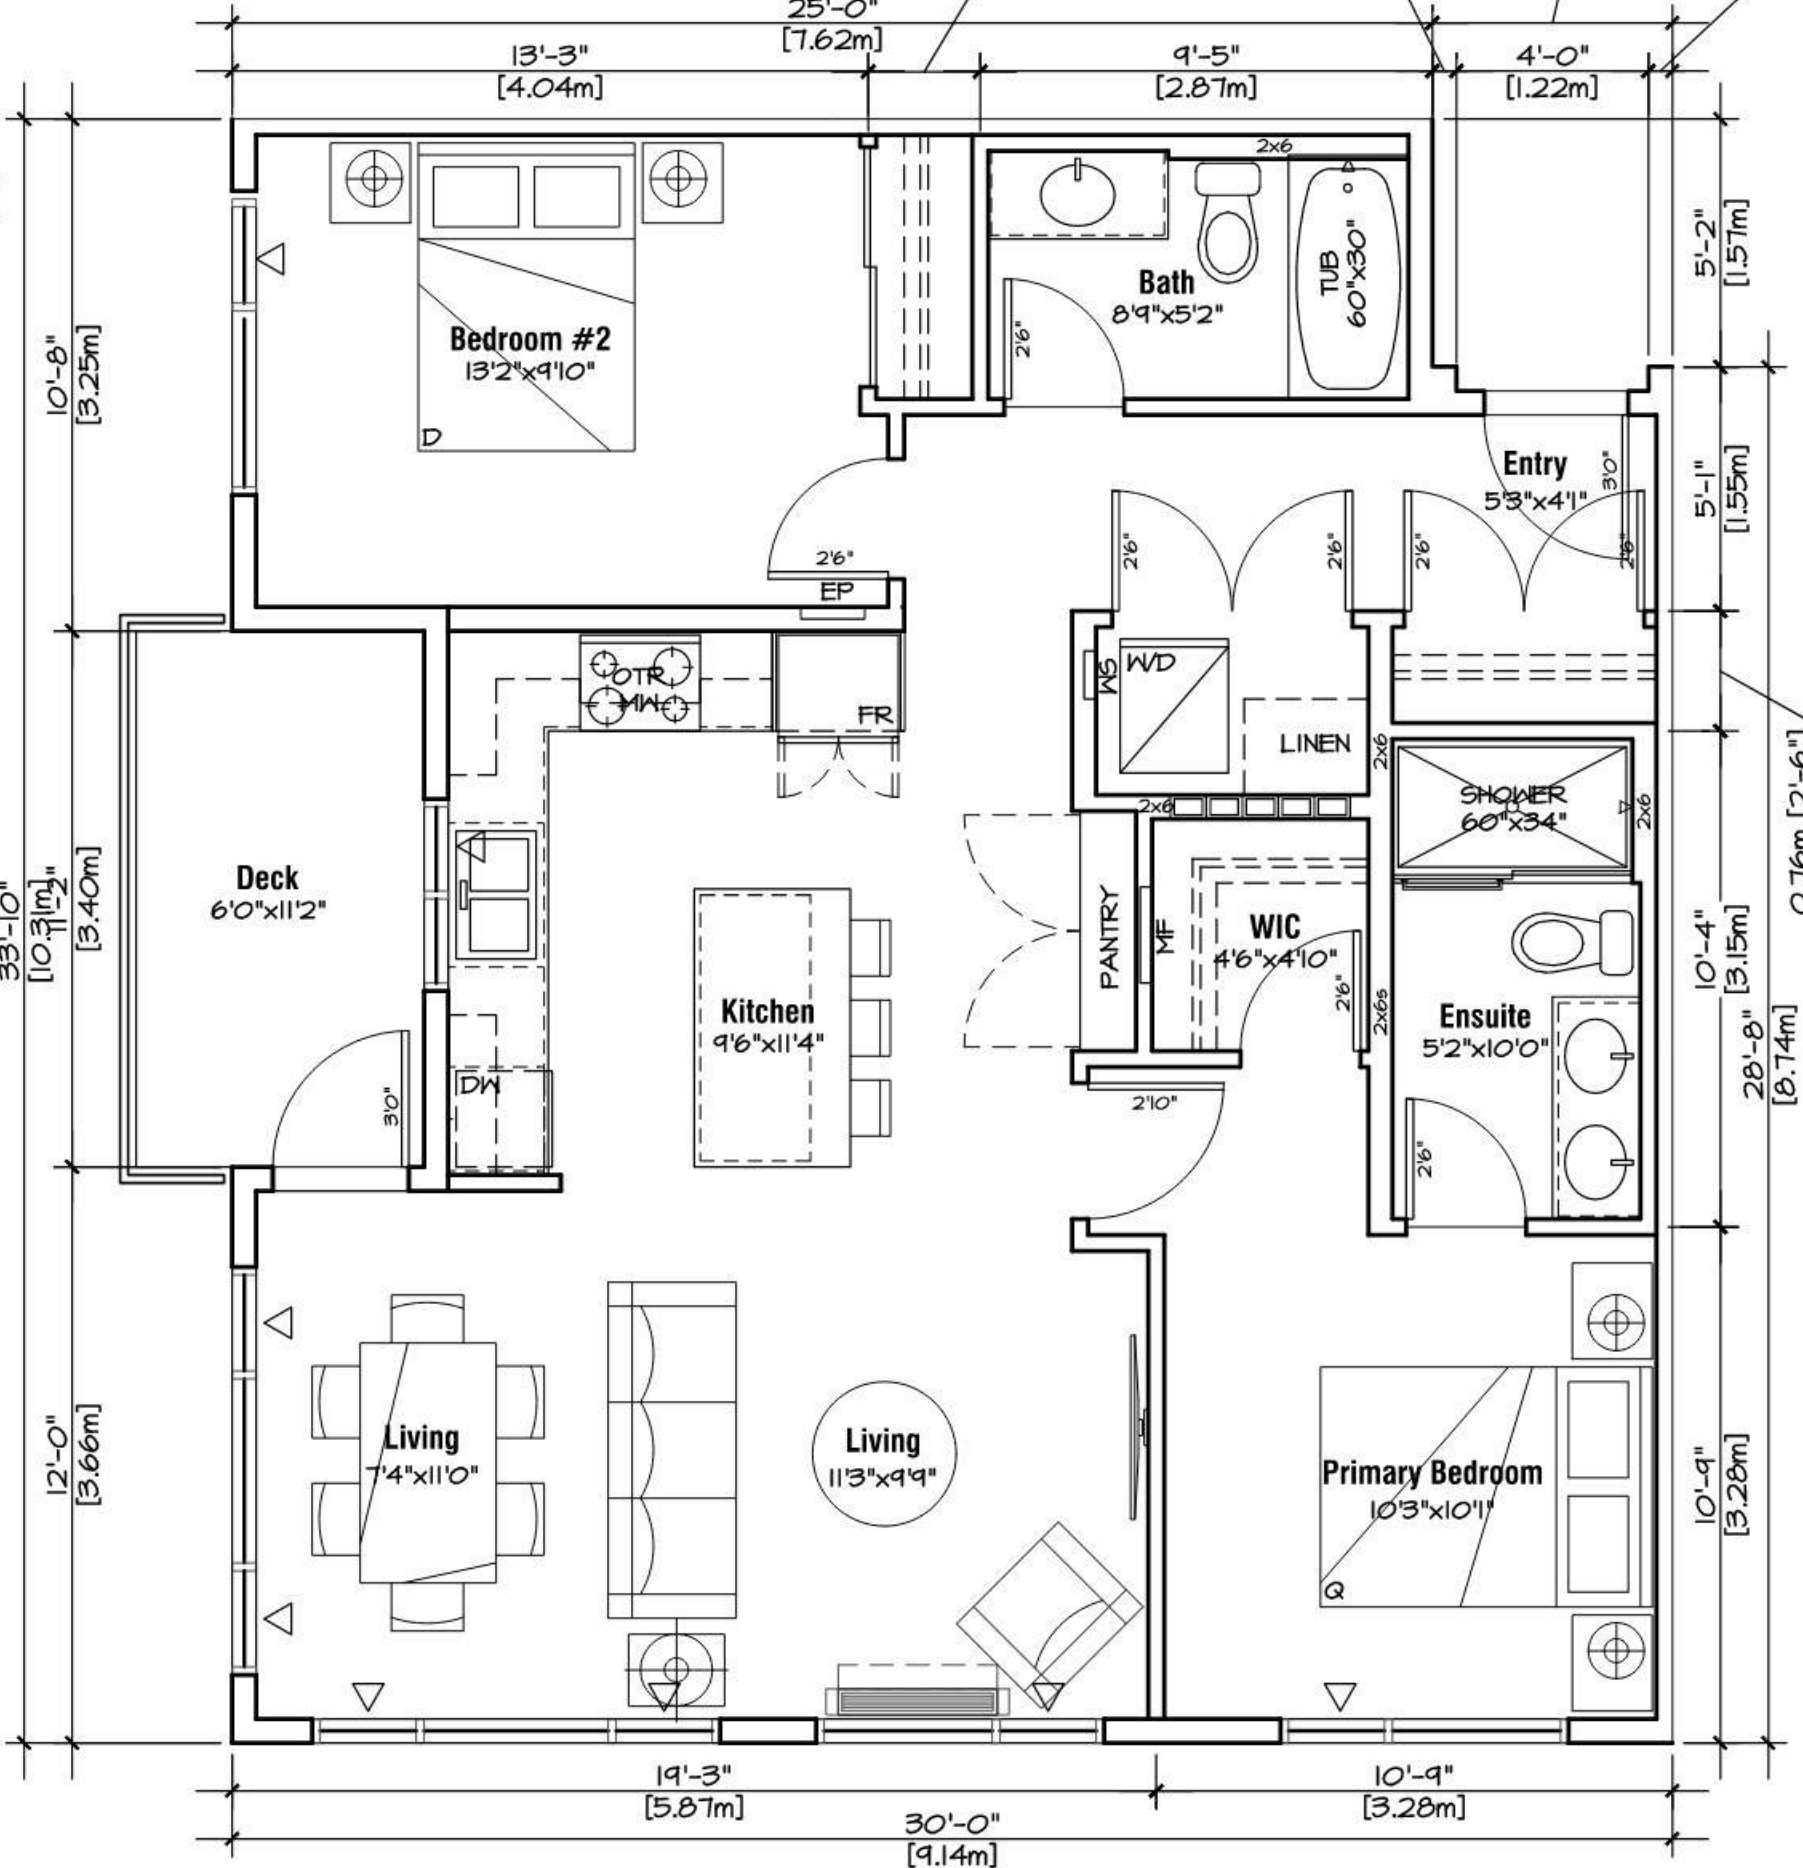 25'-0"
[7.62m]
13'-3"
[4.04m]
9'-5"
[2.87m]
4'-0"
[1.22m]
2x6
5'-2"
[1.57m]
TUB
60"x30"
Bath
8'9"x5'2"
2'6"
Bedroom #2
13'2"x9'10"
D
10'-8"
[3.25m]
Entry
5'3"x4'1"
3'0"
5'-1"
[1.55m]
2'6"
2'6"
2'6"
2'6"
2'6"
EP
OTR
MW
FR
WS
W/D
LINEN
2x6
2x6
SHOWER
60"x34"
2x6
0.76m [2'-6"]
Deck
6'0"x11'2"
33'-10"
[10.31m]
11'-2"
[3.40m]
PANTRY
MF
WIC
4'6"x4'10"
2'6"
2x6s
10'-4"
[3.15m]
Kitchen
9'6"x11'4"
Ensuite
5'2"x10'0"
28'-8"
[8.74m]
DW
3'0"
2'10"
2'6"
12'-0"
[3.66m]
Living
7'4"x11'0"
Living
11'3"x9'9"
Primary Bedroom
10'3"x10'1"
Q
10'-9"
[3.28m]
19'-3"
[5.87m]
10'-9"
[3.28m]
30'-0"
[9.14m]